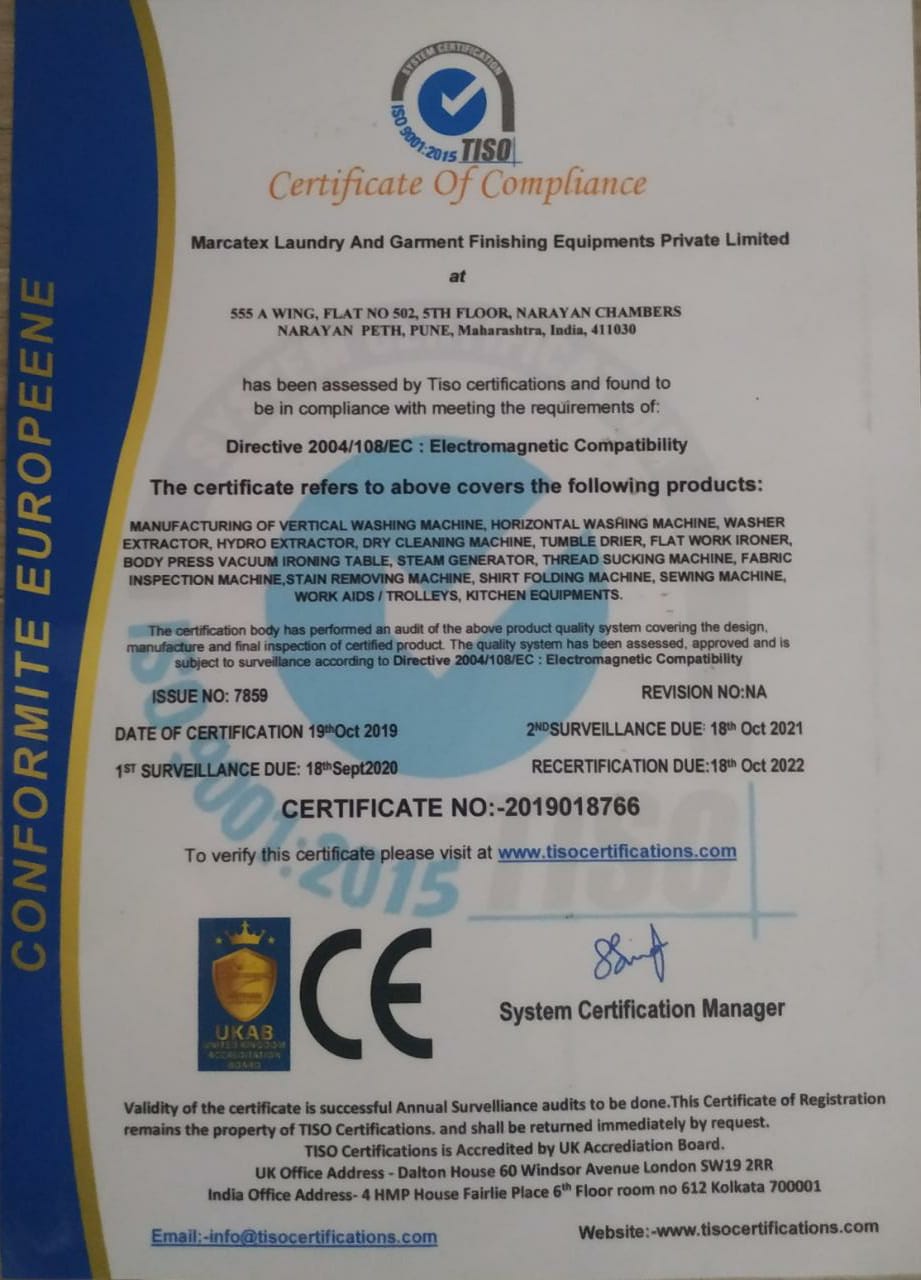 SYSTEM CERTIFICATION
ISO 9001:2015 TISO
Certificate Of Compliance
Marcatex Laundry And Garment Finishing Equipments Private Limited
at
555 A WING, FLAT NO 502, 5TH FLOOR, NARAYAN CHAMBERS
NARAYAN PETH, PUNE, Maharashtra, India, 411030
has been assessed by Tiso certifications and found to
be in compliance with meeting the requirements of:
Directive 2004/108/EC : Electromagnetic Compatibility
The certificate refers to above covers the following products:
MANUFACTURING OF VERTICAL WASHING MACHINE, HORIZONTAL WASHING MACHINE, WASHER
EXTRACTOR, HYDRO EXTRACTOR, DRY CLEANING MACHINE, TUMBLE DRIER, FLAT WORK IRONER,
BODY PRESS VACUUM IRONING TABLE, STEAM GENERATOR, THREAD SUCKING MACHINE, FABRIC
INSPECTION MACHINE,STAIN REMOVING MACHINE, SHIRT FOLDING MACHINE, SEWING MACHINE,
WORK AIDS / TROLLEYS, KITCHEN EQUIPMENTS.
The certification body has performed an audit of the above product quality system covering the design,
manufacture and final inspection of certified product. The quality system has been assessed, approved and is
subject to surveillance according to Directive 2004/108/EC : Electromagnetic Compatibility
ISSUE NO: 7859 REVISION NO:NA
DATE OF CERTIFICATION 19thOct 2019 2NDSURVEILLANCE DUE: 18th Oct 2021
1ST SURVEILLANCE DUE: 18thSept2020 RECERTIFICATION DUE:18th Oct 2022
CERTIFICATE NO:-2019018766
To verify this certificate please visit at www.tisocertifications.com
CONFORMITE EUROPEENE
ISO 9001:2015 TISO
UKAB
UNITED KINGDOM
ACCREDITATION
BOARD
CE
System Certification Manager
Validity of the certificate is successful Annual Survelliance audits to be done.This Certificate of Registration
remains the property of TISO Certifications. and shall be returned immediately by request.
TISO Certifications is Accredited by UK Accrediation Board.
UK Office Address - Dalton House 60 Windsor Avenue London SW19 2RR
India Office Address- 4 HMP House Fairlie Place 6th Floor room no 612 Kolkata 700001
Email:-info@tisocertifications.com Website:-www.tisocertifications.com